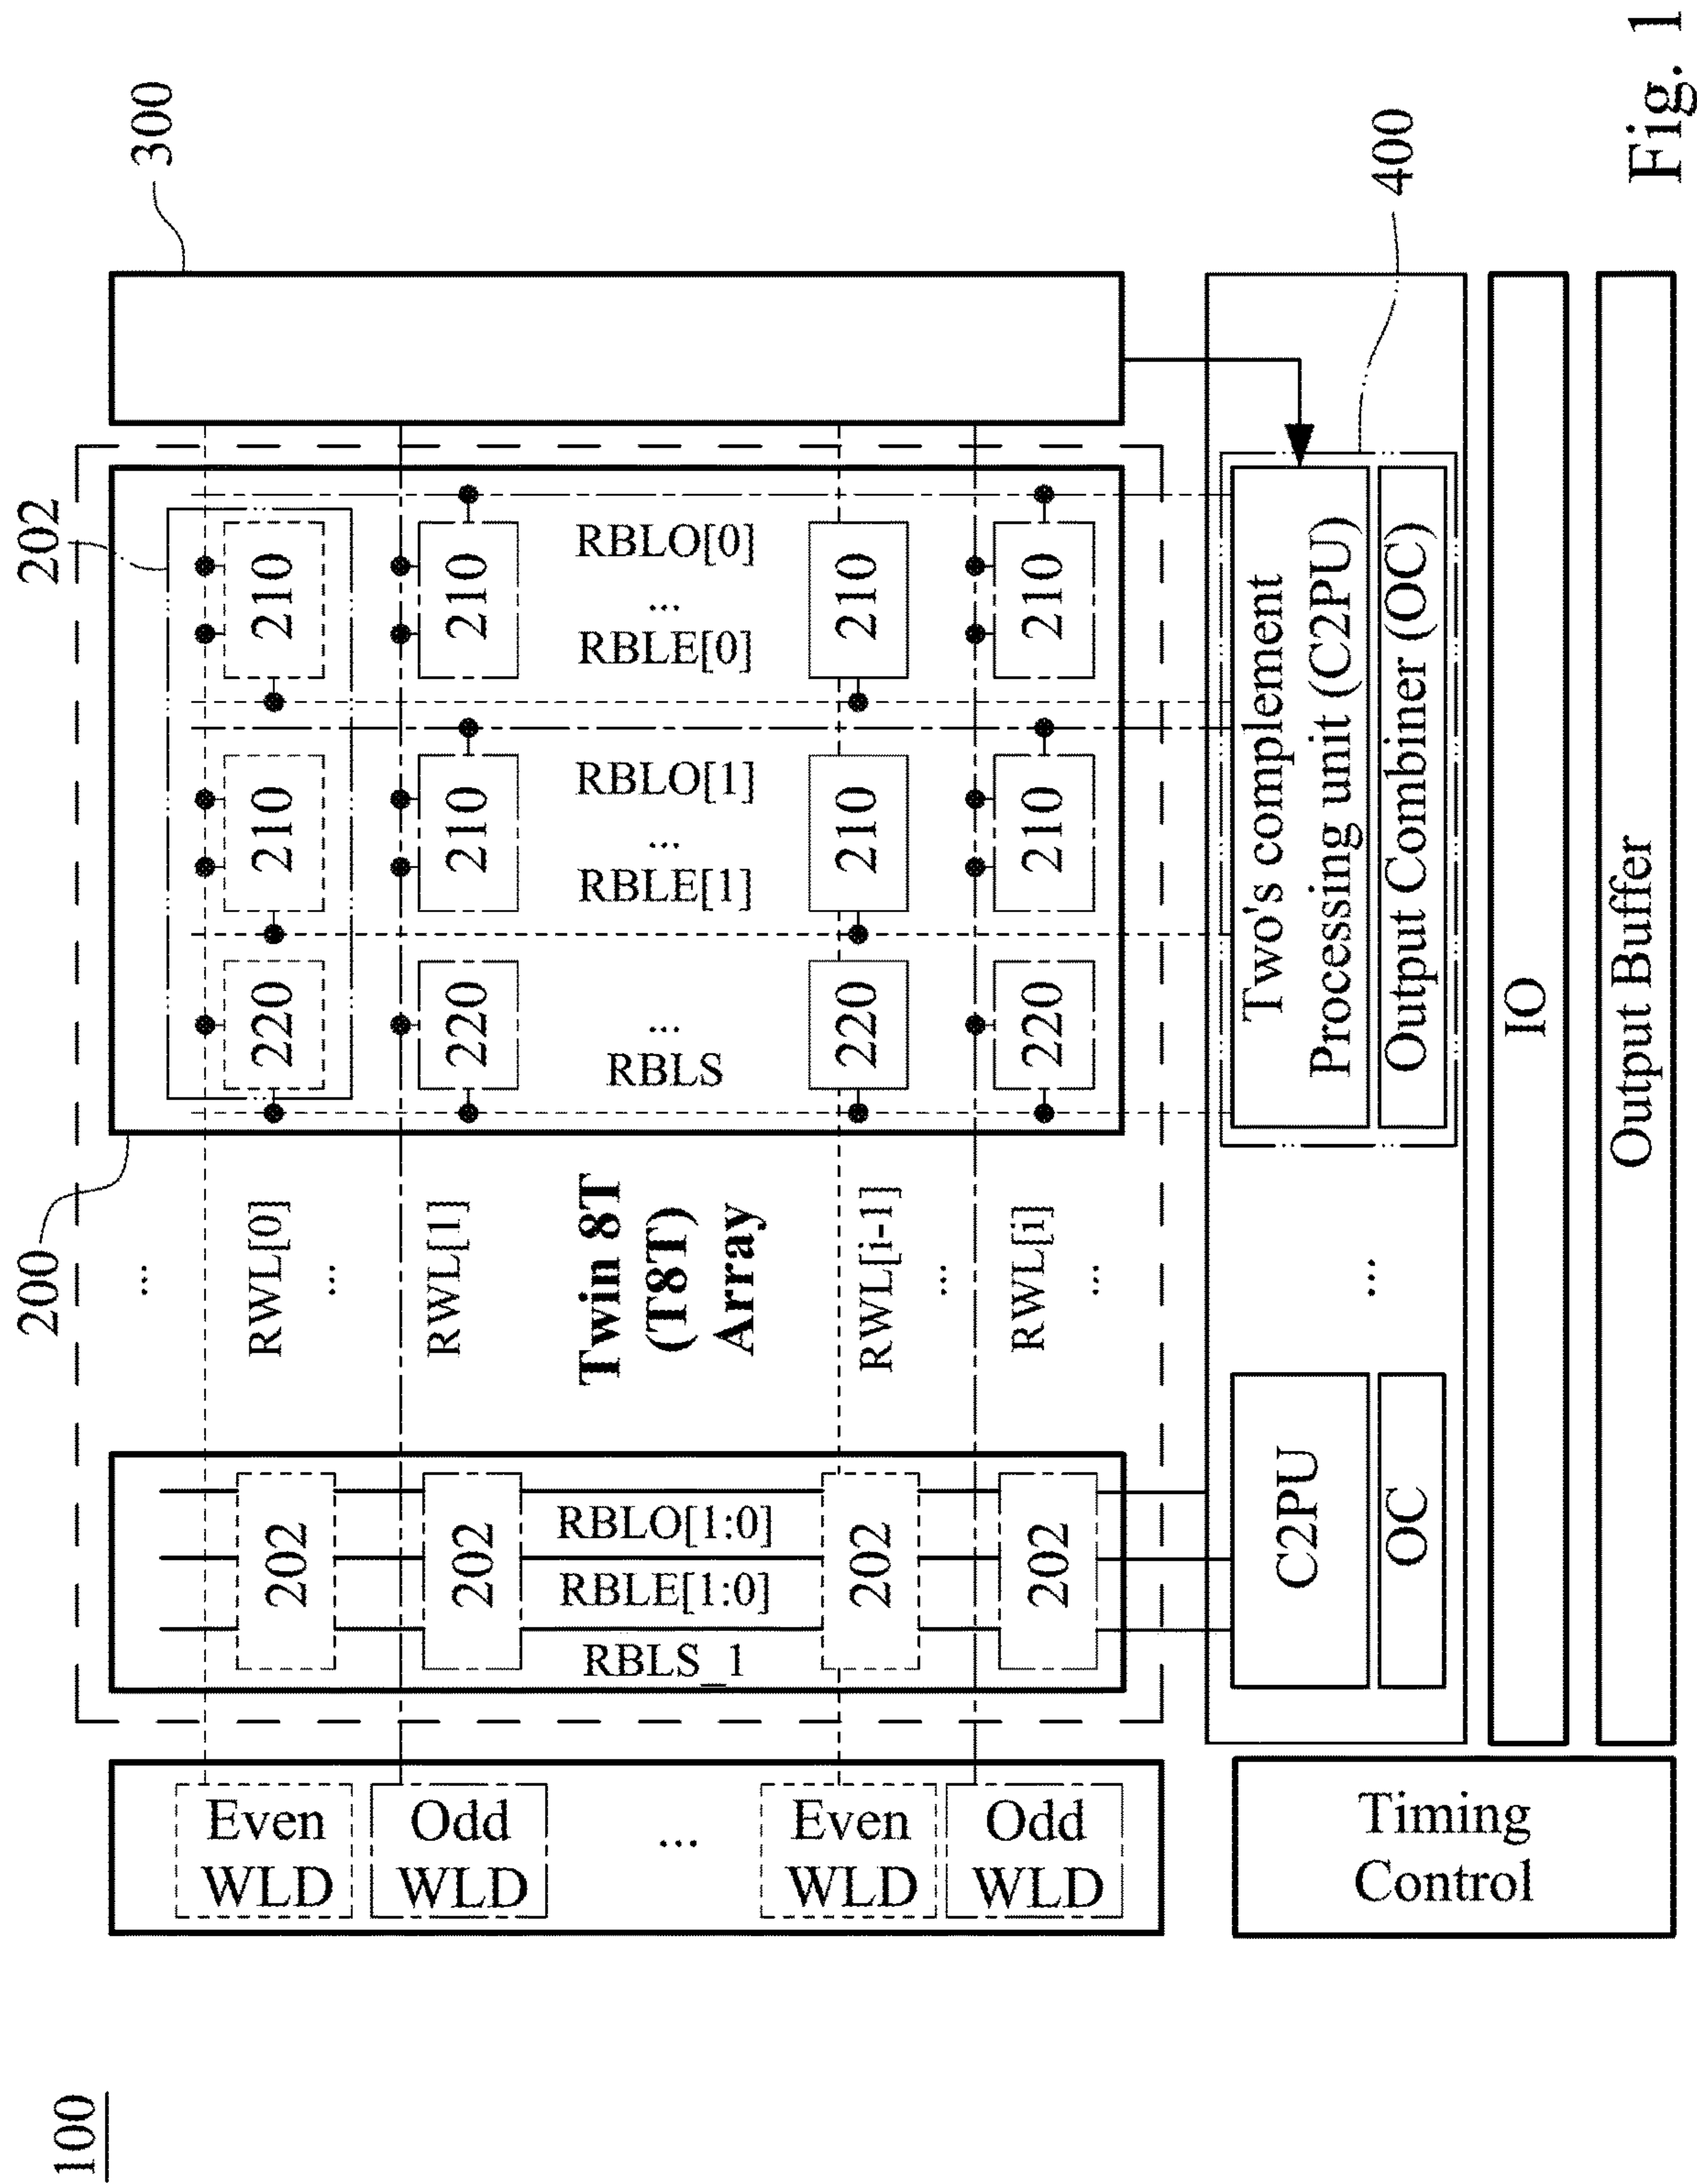 100
200
202
300
...
Even
WLD
202
220
210
210
RWL[0]
...
Odd
WLD
202
220
210
210
RWL[1]
...
RBLO[1:0]
RBLE[1:0]
RBLS_1
Twin 8T
(T8T)
Array
...
RBLS
RBLO[1]
...
RBLE[1]
RBLO[0]
...
RBLE[0]
Even
WLD
202
220
210
210
RWL[i-1]
...
Odd
WLD
202
220
210
210
RWL[i]
...
400
Timing
Control
C2PU
OC
...
Two's complement
Processing unit (C2PU)
Output Combiner (OC)
IO
Output Buffer
Fig. 1